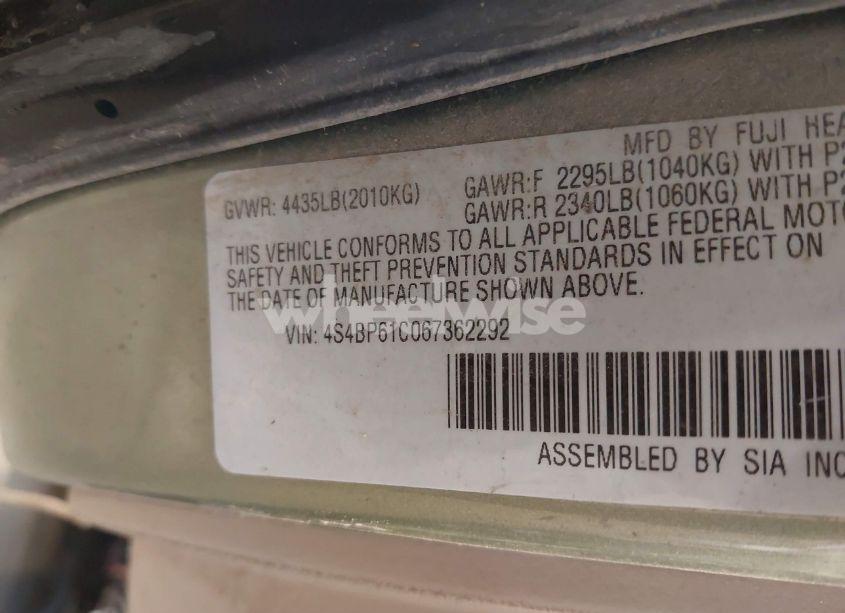 MFD BY FUJI HEA
GVWR: 4435LB(2010KG)
GAWR:F 2295LB(1040KG) WITH P2
GAWR:R 2340LB(1060KG) WITH P2
THIS VEHICLE CONFORMS TO ALL APPLICABLE FEDERAL MOTO
SAFETY AND THEFT PREVENTION STANDARDS IN EFFECT ON
THE DATE OF MANUFACTURE SHOWN ABOVE.
wheelwise
VIN: 4S4BP61C067362292
ASSEMBLED BY SIA INC